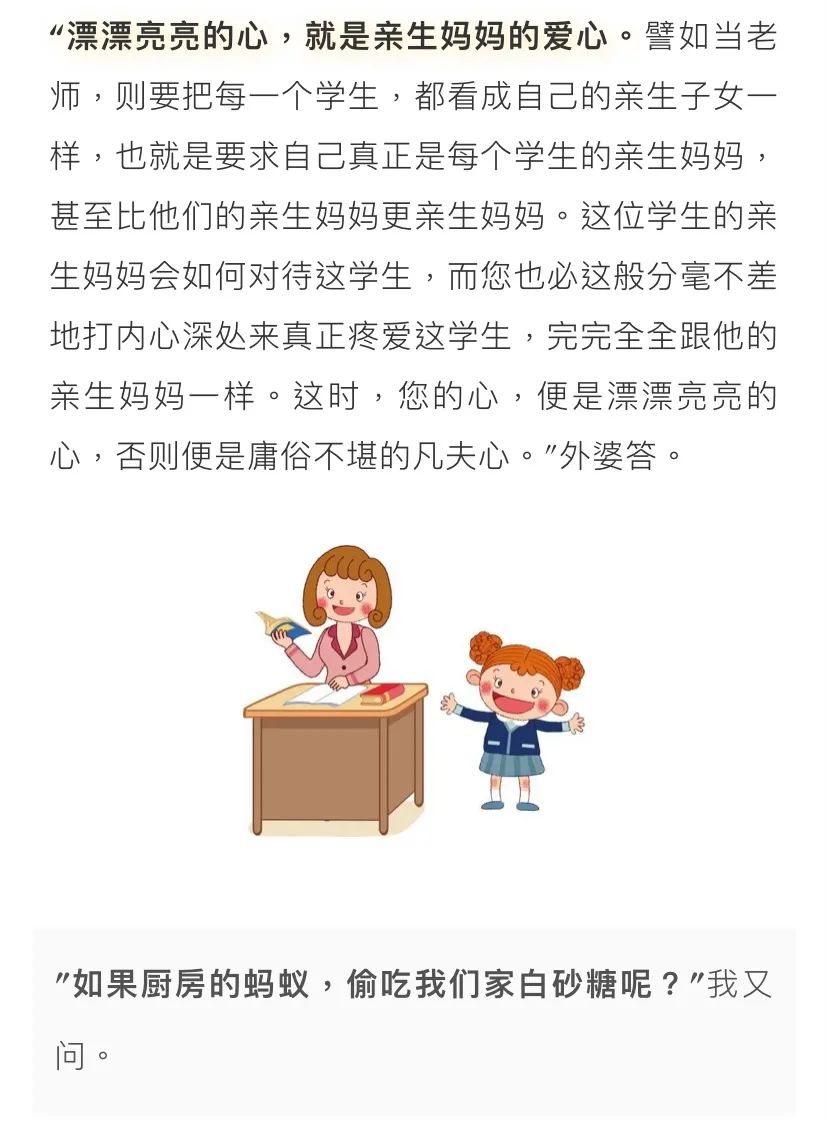 “漂漂亮亮的心，就是亲生妈妈的爱心。譬如当老
师，则要把每一个学生，都看成自己的亲生子女一
样，也就是要求自己真正是每个学生的亲生妈妈，
甚至比他们的亲生妈妈更亲生妈妈。这位学生的亲
生妈妈会如何对待这学生，而您也必这般分毫不差
地打内心深处来真正疼爱这学生，完完全全跟他的
亲生妈妈一样。这时，您的心，便是漂漂亮亮的
心，否则便是庸俗不堪的凡夫心。”外婆答。
”如果厨房的蚂蚁，偷吃我们家白砂糖呢？”我又
问。